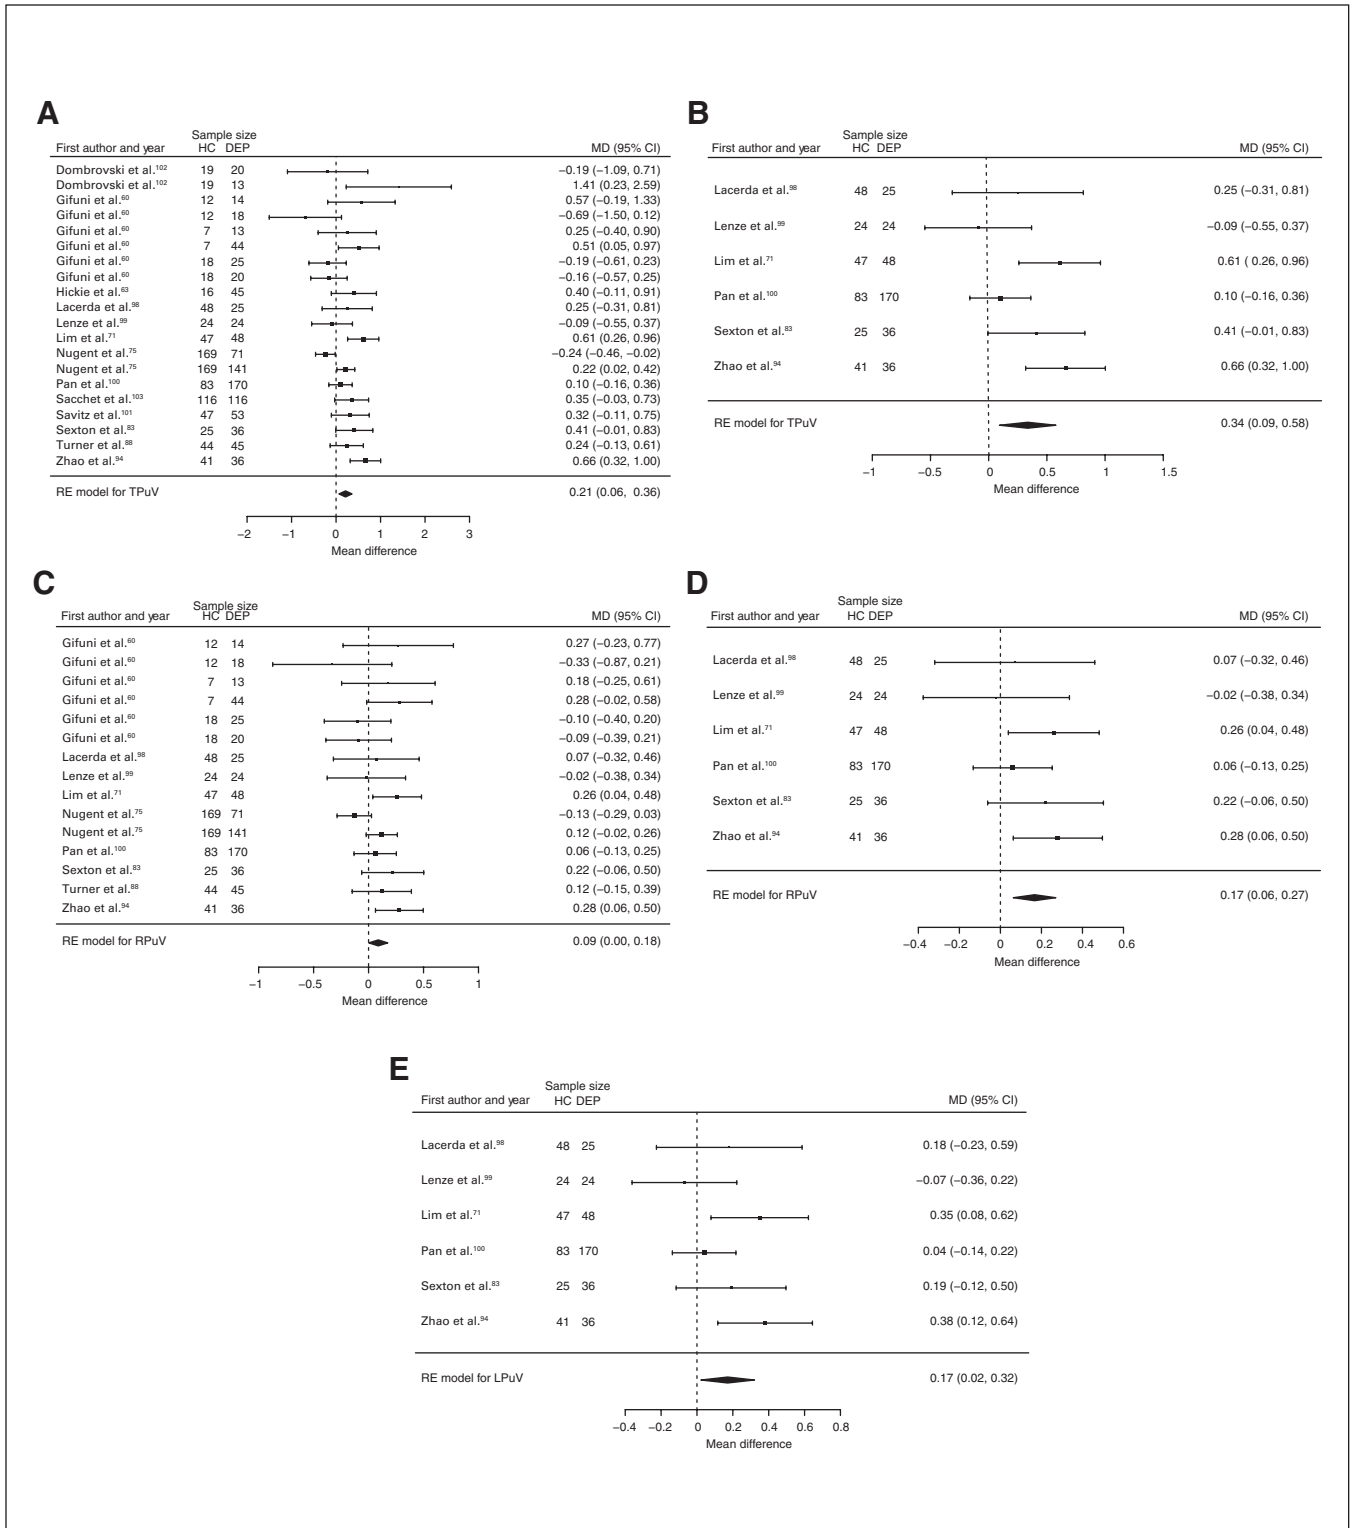 A
Sample size
First author and year HC DEP MD (95% CI)
Dombrovski et al.102 19 20 −0.19 (−1.09, 0.71)
Dombrovski et al.102 19 13 1.41 (0.23, 2.59)
Gifuni et al.60 12 14 0.57 (−0.19, 1.33)
Gifuni et al.60 12 18 −0.69 (−1.50, 0.12)
Gifuni et al.60 7 13 0.25 (−0.40, 0.90)
Gifuni et al.60 7 44 0.51 (0.05, 0.97)
Gifuni et al.60 18 25 −0.19 (−0.61, 0.23)
Gifuni et al.60 18 20 −0.16 (−0.57, 0.25)
Hickie et al.63 16 45 0.40 (−0.11, 0.91)
Lacerda et al.98 48 25 0.25 (−0.31, 0.81)
Lenze et al.99 24 24 −0.09 (−0.55, 0.37)
Lim et al.71 47 48 0.61 (0.26, 0.96)
Nugent et al.75 169 71 −0.24 (−0.46, −0.02)
Nugent et al.75 169 141 0.22 (0.02, 0.42)
Pan et al.100 83 170 0.10 (−0.16, 0.36)
Sacchet et al.103 116 116 0.35 (−0.03, 0.73)
Savitz et al.101 47 53 0.32 (−0.11, 0.75)
Sexton et al.83 25 36 0.41 (−0.01, 0.83)
Turner et al.88 44 45 0.24 (−0.13, 0.61)
Zhao et al.94 41 36 0.66 (0.32, 1.00)
RE model for TPuV 0.21 (0.06, 0.36)
−2 −1 0 1 2 3
Mean difference
B
Sample size
First author and year HC DEP MD (95% CI)
Lacerda et al.98 48 25 0.25 (−0.31, 0.81)
Lenze et al.99 24 24 −0.09 (−0.55, 0.37)
Lim et al.71 47 48 0.61 ( 0.26, 0.96)
Pan et al.100 83 170 0.10 (−0.16, 0.36)
Sexton et al.83 25 36 0.41 (−0.01, 0.83)
Zhao et al.94 41 36 0.66 (0.32, 1.00)
RE model for TPuV 0.34 (0.09, 0.58)
−1 −0.5 0 0.5 1 1.5
Mean difference
C
Sample size
First author and year HC DEP MD (95% CI)
Gifuni et al.60 12 14 0.27 (−0.23, 0.77)
Gifuni et al.60 12 18 −0.33 (−0.87, 0.21)
Gifuni et al.60 7 13 0.18 (−0.25, 0.61)
Gifuni et al.60 7 44 0.28 (−0.02, 0.58)
Gifuni et al.60 18 25 −0.10 (−0.40, 0.20)
Gifuni et al.60 18 20 −0.09 (−0.39, 0.21)
Lacerda et al.98 48 25 0.07 (−0.32, 0.46)
Lenze et al.99 24 24 −0.02 (−0.38, 0.34)
Lim et al.71 47 48 0.26 (0.04, 0.48)
Nugent et al.75 169 71 −0.13 (−0.29, 0.03)
Nugent et al.75 169 141 0.12 (−0.02, 0.26)
Pan et al.100 83 170 0.06 (−0.13, 0.25)
Sexton et al.83 25 36 0.22 (−0.06, 0.50)
Turner et al.88 44 45 0.12 (−0.15, 0.39)
Zhao et al.94 41 36 0.28 (0.06, 0.50)
RE model for RPuV 0.09 (0.00, 0.18)
−1 −0.5 0 0.5 1
Mean difference
D
Sample size
First author and year HC DEP MD (95% CI)
Lacerda et al.98 48 25 0.07 (−0.32, 0.46)
Lenze et al.99 24 24 −0.02 (−0.38, 0.34)
Lim et al.71 47 48 0.26 (0.04, 0.48)
Pan et al.100 83 170 0.06 (−0.13, 0.25)
Sexton et al.83 25 36 0.22 (−0.06, 0.50)
Zhao et al.94 41 36 0.28 (0.06, 0.50)
RE model for RPuV 0.17 (0.06, 0.27)
−0.4 −0.2 0 0.2 0.4 0.6
Mean difference
E
Sample size
First author and year HC DEP MD (95% CI)
Lacerda et al.98 48 25 0.18 (−0.23, 0.59)
Lenze et al.99 24 24 −0.07 (−0.36, 0.22)
Lim et al.71 47 48 0.35 (0.08, 0.62)
Pan et al.100 83 170 0.04 (−0.14, 0.22)
Sexton et al.83 25 36 0.19 (−0.12, 0.50)
Zhao et al.94 41 36 0.38 (0.12, 0.64)
RE model for LPuV 0.17 (0.02, 0.32)
−0.4 −0.2 0 0.2 0.4 0.6 0.8
Mean difference